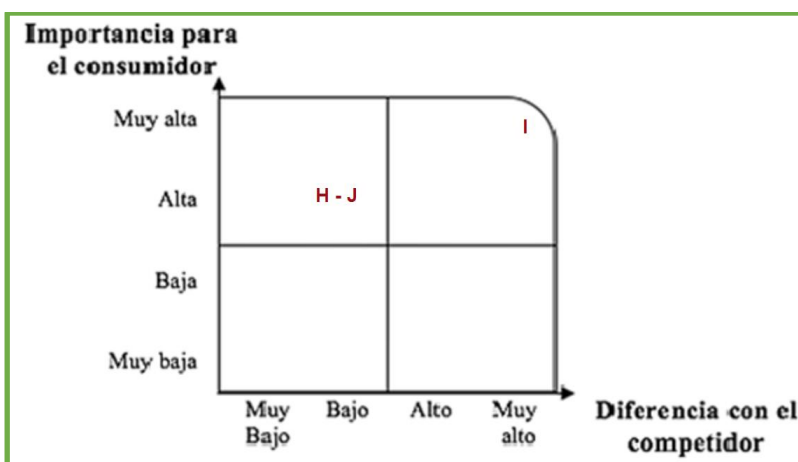 Importancia para
el consumidor
Muy alta
I
Alta
H - J
Baja
Muy baja
Muy
Bajo
Bajo
Alto
Muy
alto
Diferencia con el
competidor